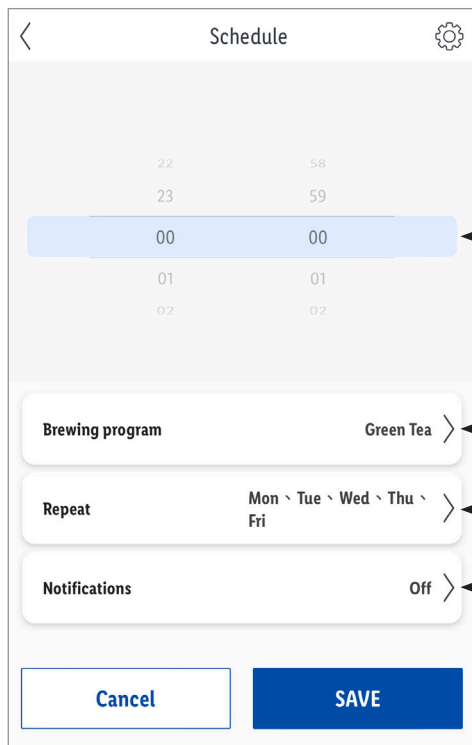 Schedule
22 58
23 59
00 00
01 01
02 02
Brewing program Green Tea
Repeat Mon、Tue、Wed、Thu、
Fri
Notifications Off
Cancel SAVE